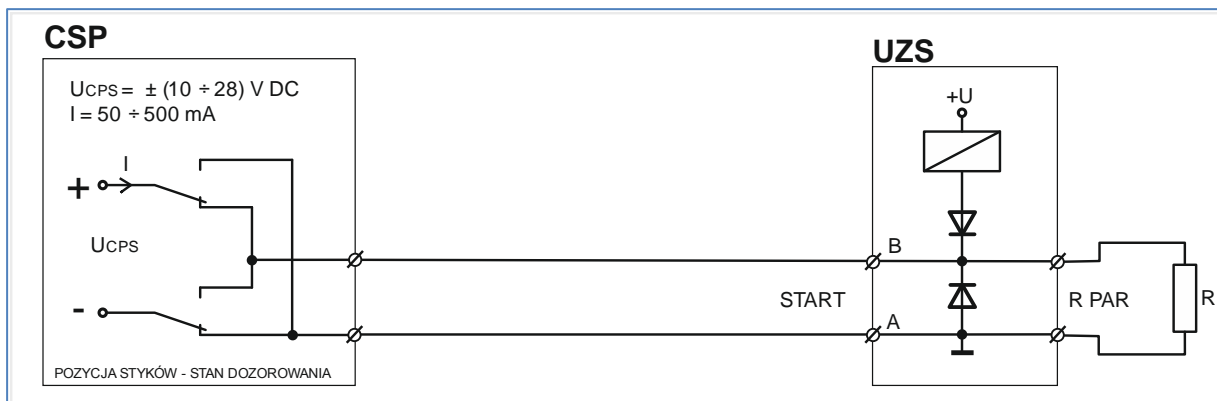 CSP
UCPS = ± (10 ÷ 28) V DC
I = 50 ÷ 500 mA
I
+
UCPS
-
POZYCJA STYKÓW - STAN DOZOROWANIA
UZS
+U
B
START
R PAR
R
A